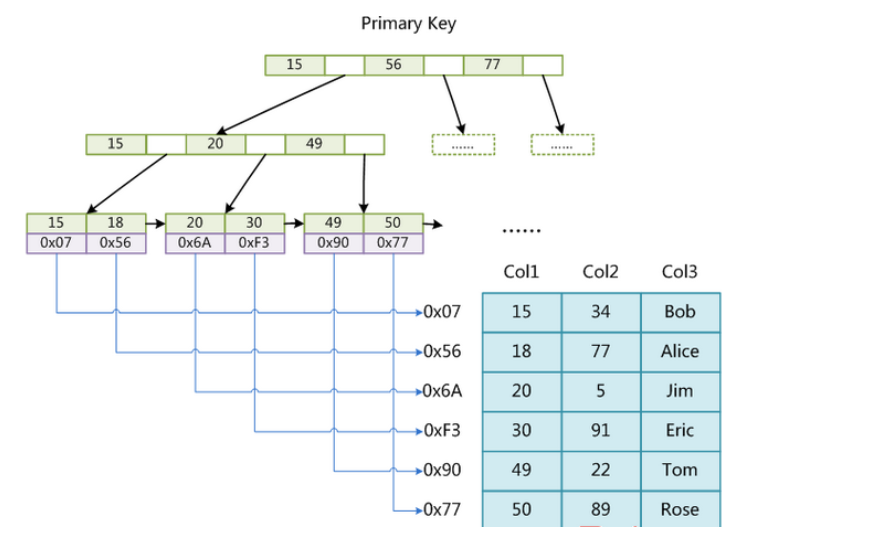 Primary Key
15 56 77
15 20 49
...... ......
15 18 20 30 49 50
0x07 0x56 0x6A 0xF3 0x90 0x77
......
Col1 Col2 Col3
0x07 15 34 Bob
0x56 18 77 Alice
0x6A 20 5 Jim
0xF3 30 91 Eric
0x90 49 22 Tom
0x77 50 89 Rose